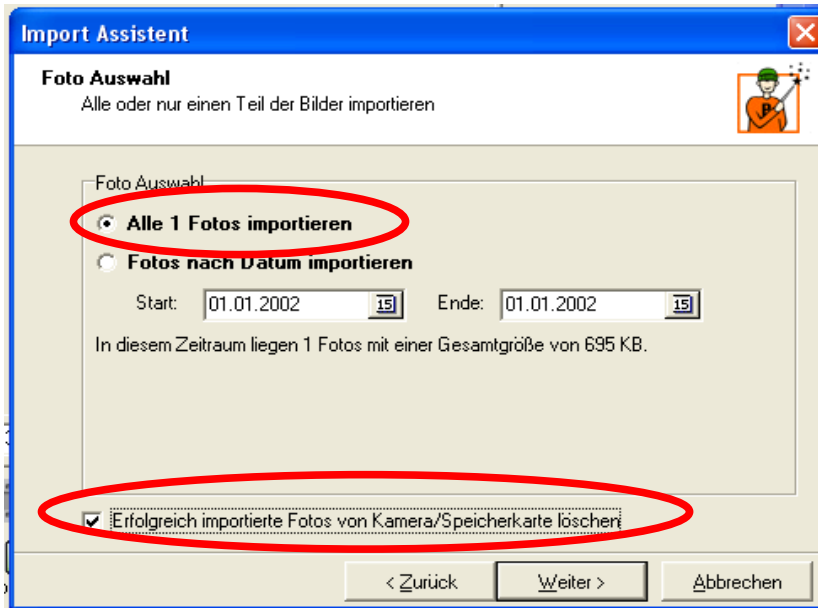 Import Assistent
Foto Auswahl
Alle oder nur einen Teil der Bilder importieren
Foto Auswahl
Alle 1 Fotos importieren
Fotos nach Datum importieren
Start: 01.01.2002 15 Ende: 01.01.2002 15
In diesem Zeitraum liegen 1 Fotos mit einer Gesamtgröße von 695 KB.
Erfolgreich importierte Fotos von Kamera/Speicherkarte löschen
< Zurück Weiter > Abbrechen